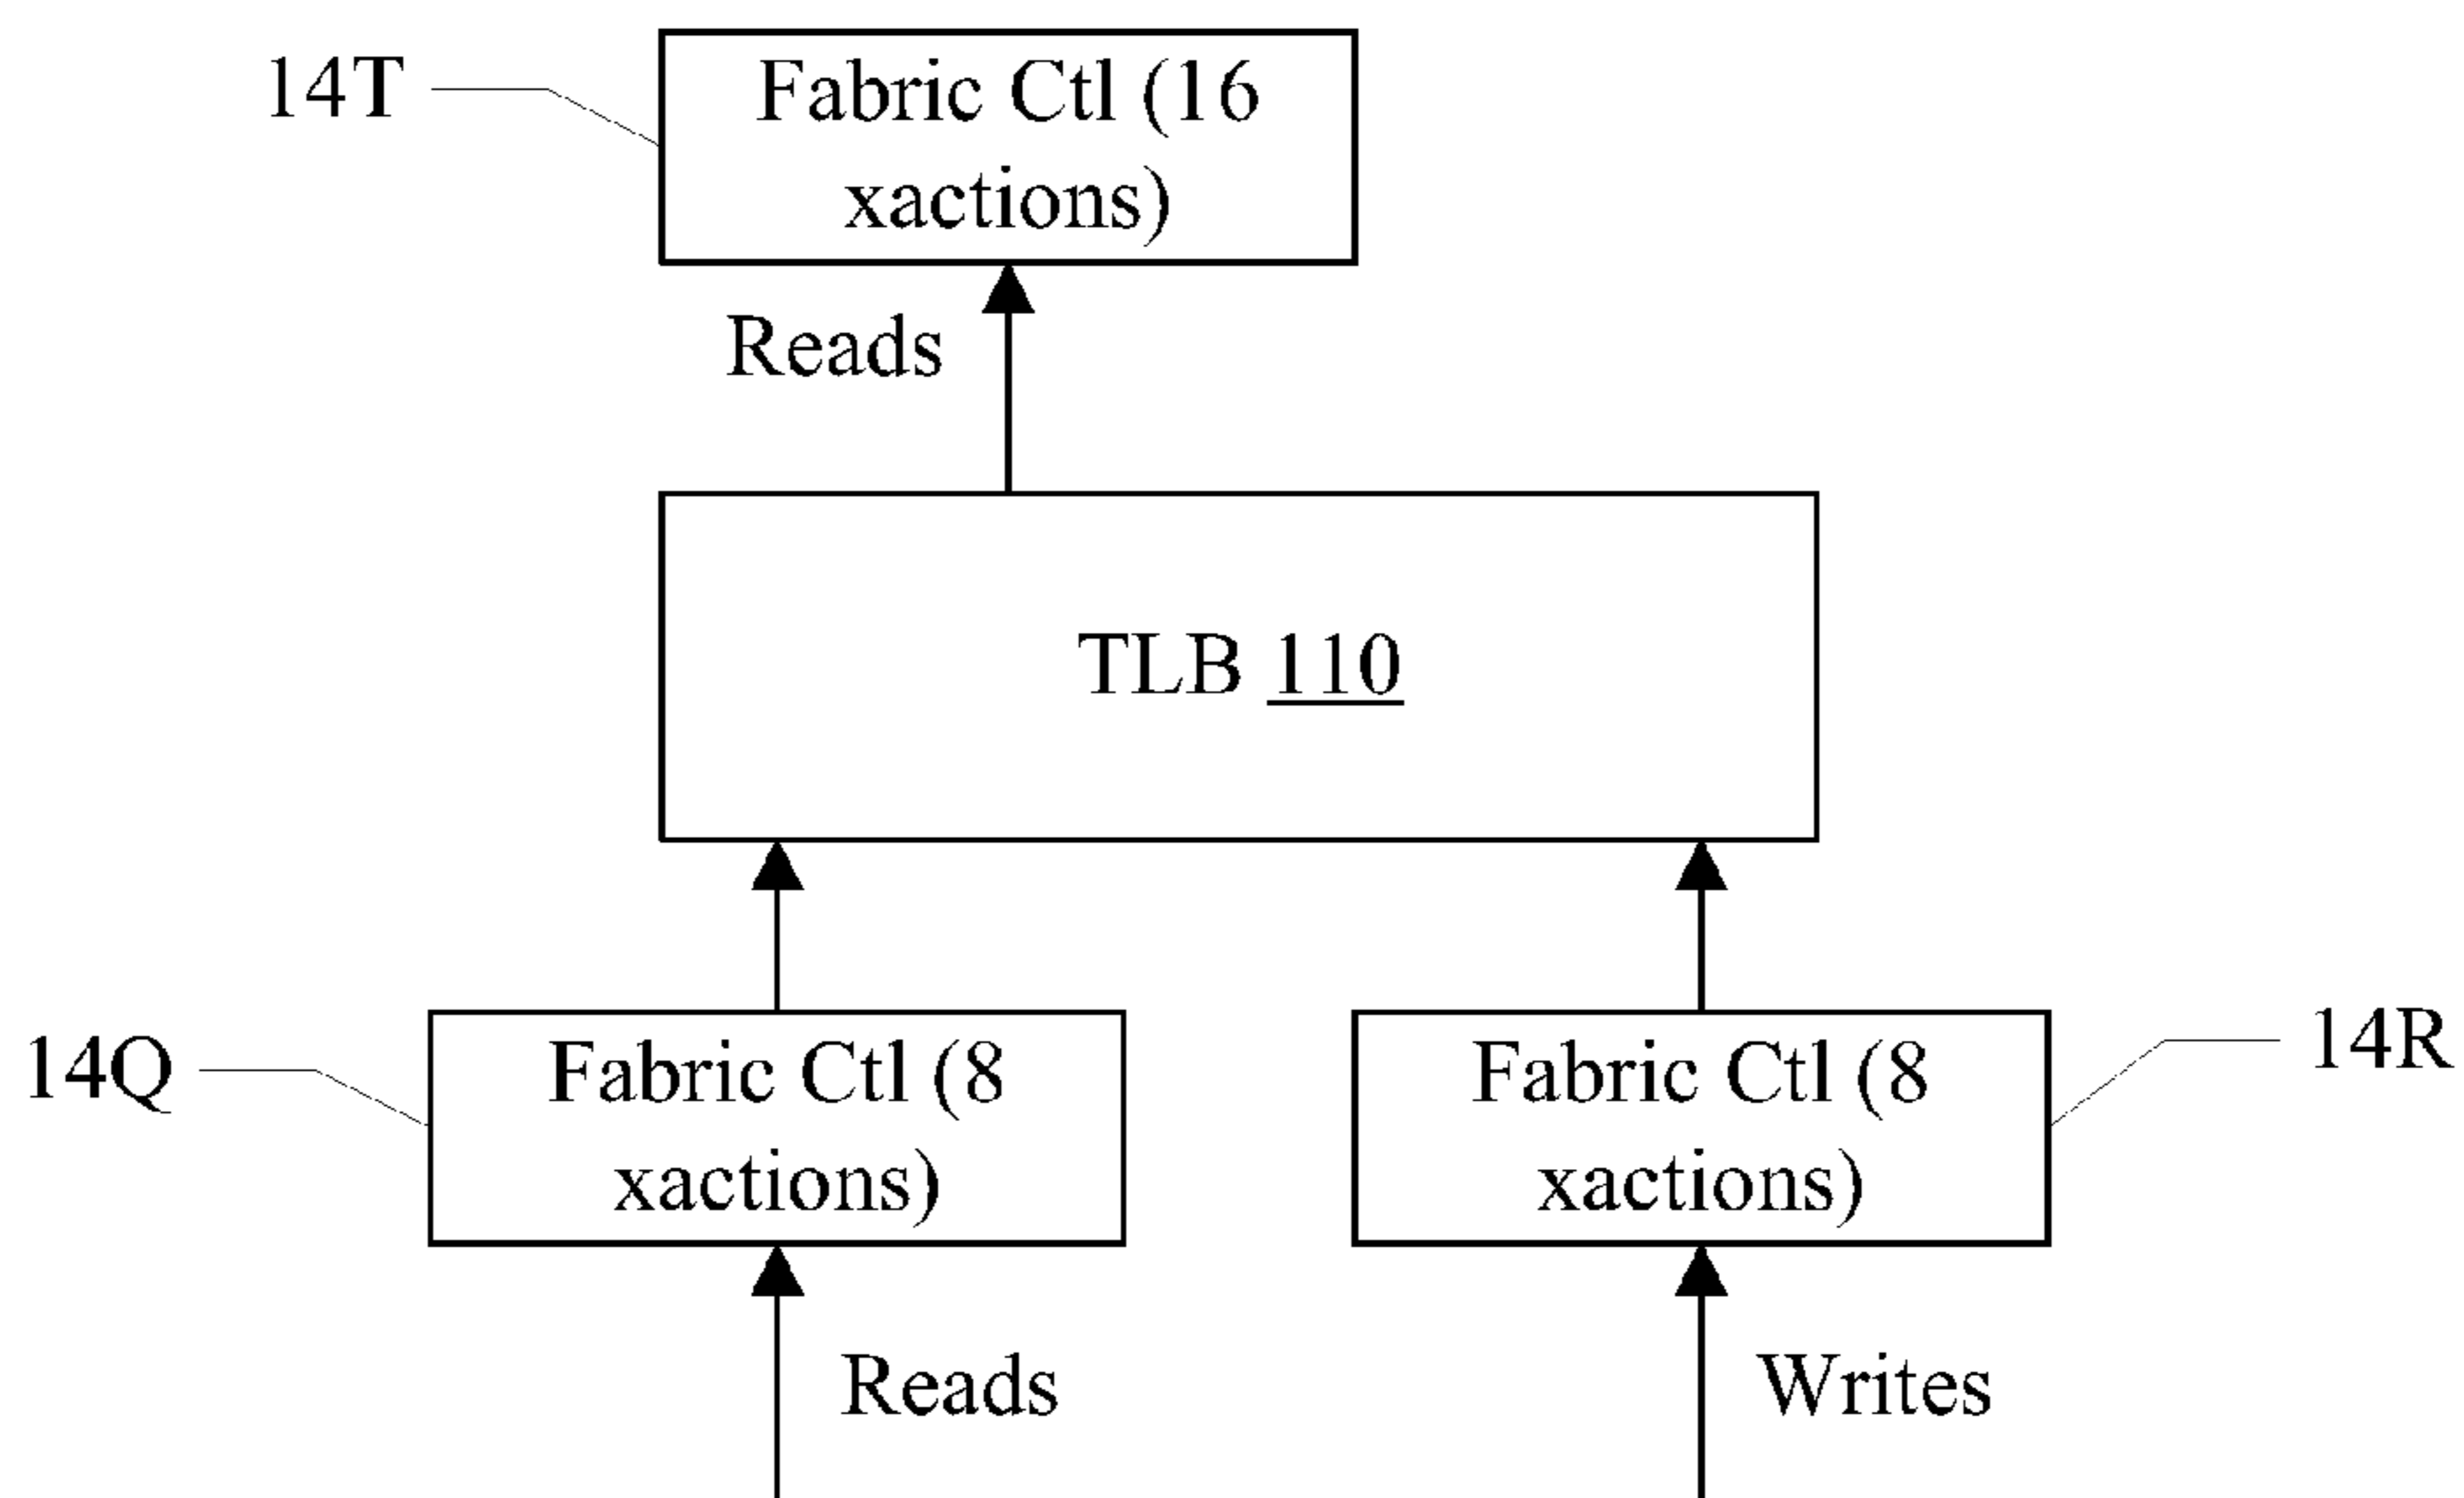 14T
Fabric Ctl (16
xactions)
Reads
TLB 110
14Q
Fabric Ctl (8
xactions)
Fabric Ctl (8
xactions)
14R
Reads
Writes